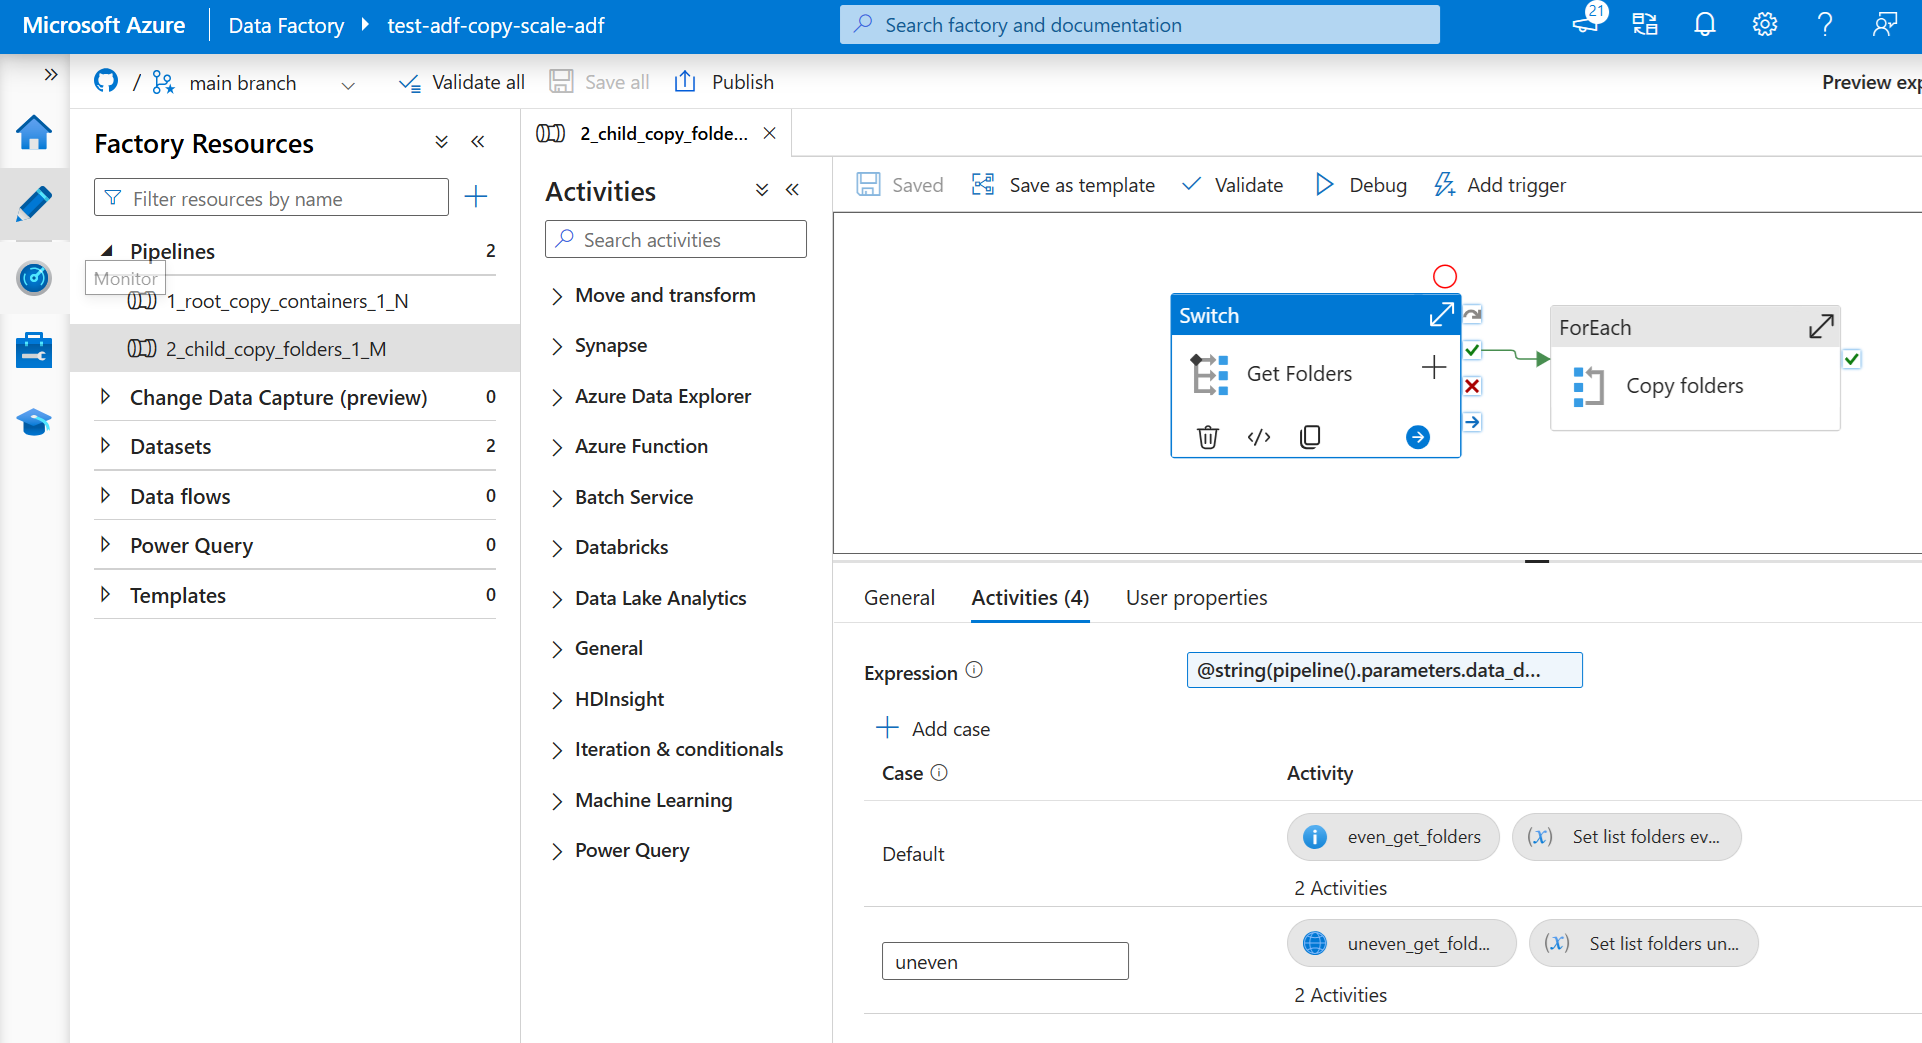 Microsoft Azure
Data Factory
test-adf-copy-scale-adf
Search factory and documentation
21
/
main branch
Validate all
Save all
Publish
Preview exp
Factory Resources
Filter resources by name
Pipelines
2
Monitor
1_root_copy_containers_1_N
2_child_copy_folders_1_M
Change Data Capture (preview)
0
Datasets
2
Data flows
0
Power Query
0
Templates
0
2_child_copy_folde...
Activities
Search activities
Move and transform
Synapse
Azure Data Explorer
Azure Function
Batch Service
Databricks
Data Lake Analytics
General
HDInsight
Iteration & conditionals
Machine Learning
Power Query
Saved
Save as template
Validate
Debug
Add trigger
Switch
Get Folders
ForEach
Copy folders
General
Activities (4)
User properties
Expression
@string(pipeline().parameters.data_d...
Add case
Case
Activity
Default
even_get_folders
(x) Set list folders ev...
2 Activities
uneven
uneven_get_fold...
(x) Set list folders un...
2 Activities